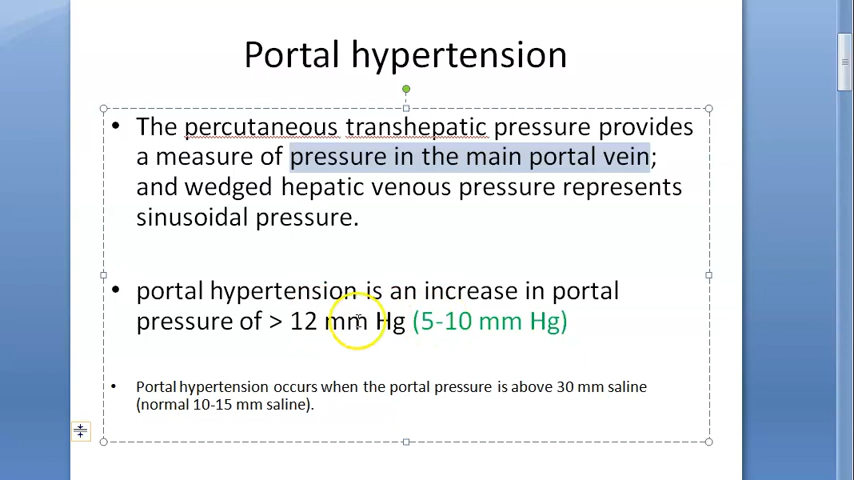 Portal hypertension
• The percutaneous transhepatic pressure provides
a measure of pressure in the main portal vein;
and wedged hepatic venous pressure represents
sinusoidal pressure.
• portal hypertension is an increase in portal
pressure of > 12 mm Hg (5-10 mm Hg)
• Portal hypertension occurs when the portal pressure is above 30 mm saline
(normal 10-15 mm saline).